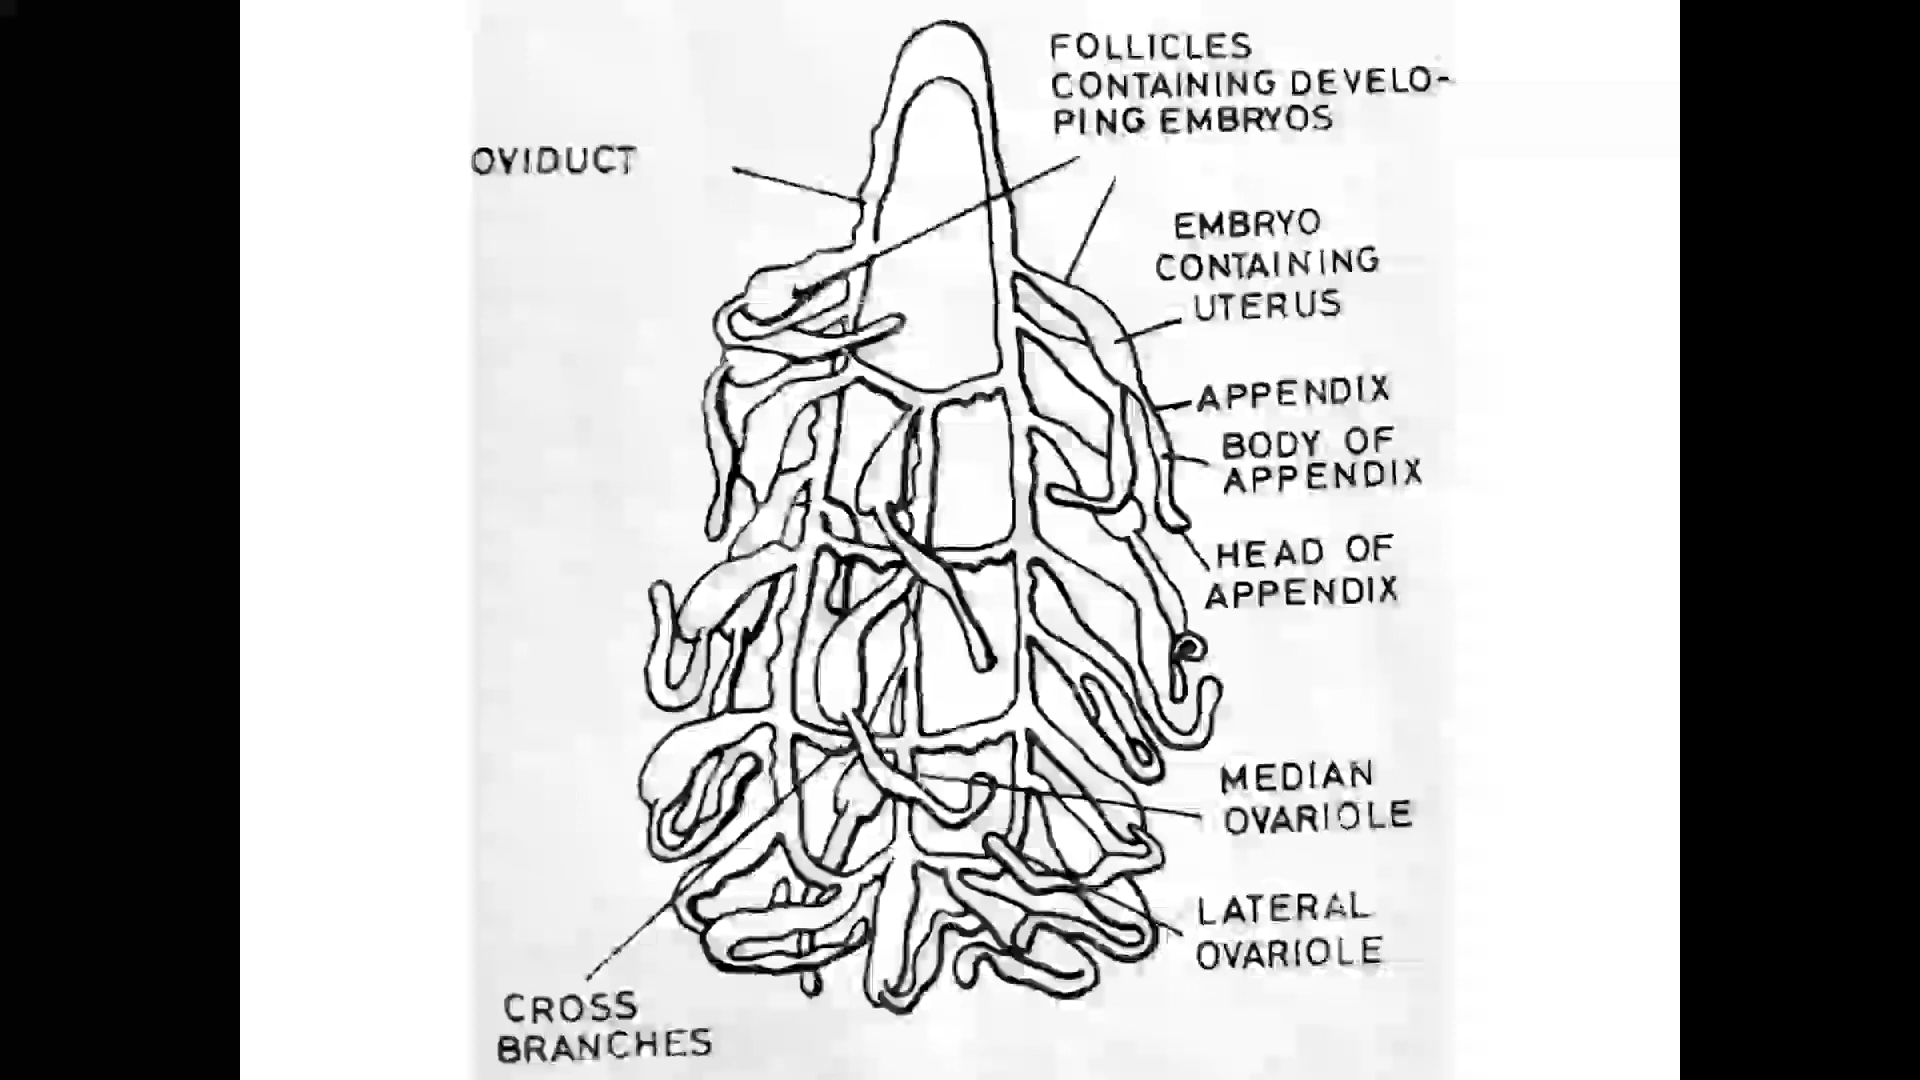 FOLLICLES
CONTAINING DEVELO-
PING EMBRYOS
OVIDUCT
EMBRYO
CONTAINING
UTERUS
APPENDIX
BODY OF
APPENDIX
HEAD OF
APPENDIX
MEDIAN
OVARIOLE
LATERAL
OVARIOLE
CROSS
BRANCHES